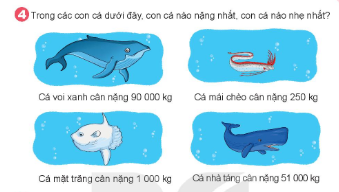 4 Trong các con cá dưới đây, con cá nào nặng nhất, con cá nào nhẹ nhất?
Cá voi xanh cân nặng 90 000 kg
Cá mái chèo cân nặng 250 kg
Cá mặt trăng cân nặng 1 000 kg
Cá nhà táng cân nặng 51 000 kg